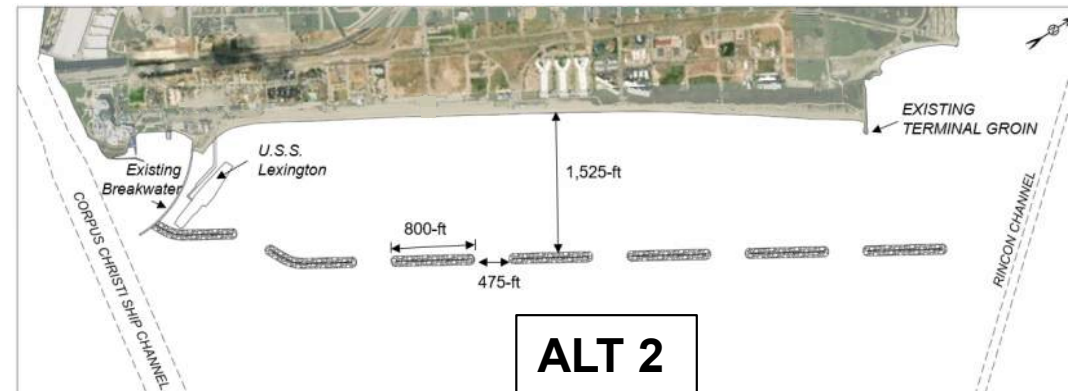 EXISTING
TERMINAL GROIN
U.S.S.
Lexington
Existing
Breakwater
1,525-ft
CORPUS CHRISTI SHIP CHANNEL
RINCON CHANNEL
800-ft
475-ft
ALT 2